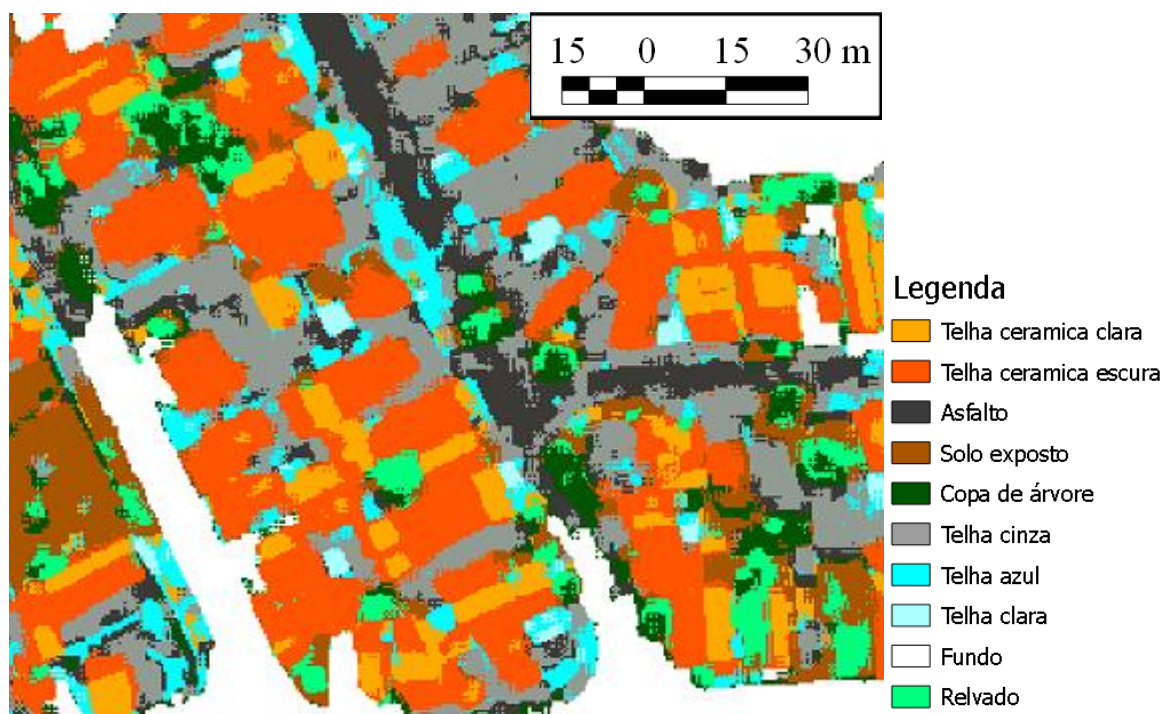 15 0 15 30 m
Legenda
Telha ceramica clara
Telha ceramica escura
Asfalto
Solo exposto
Copa de árvore
Telha cinza
Telha azul
Telha clara
Fundo
Relvado